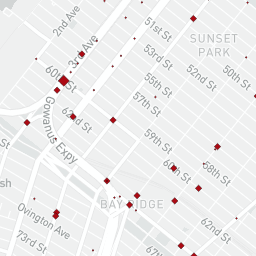 2nd Ave
3rd Ave
51st St
SUNSET
PARK
53rd St
52nd St
50th St
60th St
55th St
57th St
62nd St
Gowanus Expy
59th St
60th St
58th St
BAY RIDGE
Ovington Ave
73rd St
62nd St
67th